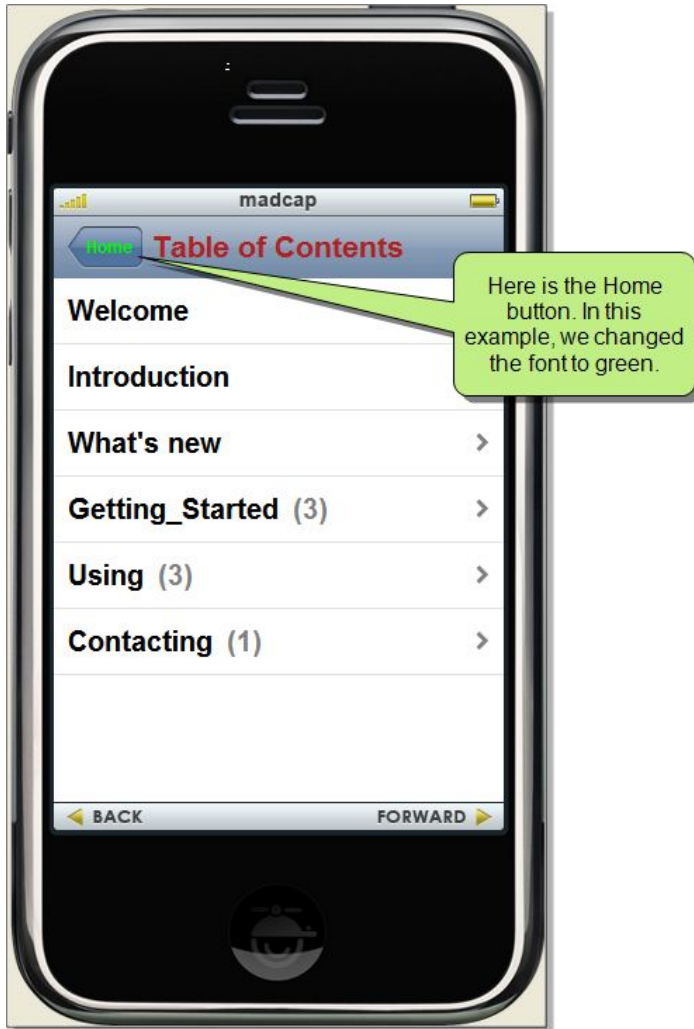 madcap
Home
Table of Contents
Welcome
Introduction
What's new
Getting_Started (3)
Using (3)
Contacting (1)
BACK
FORWARD
Here is the Home
button. In this
example, we changed
the font to green.